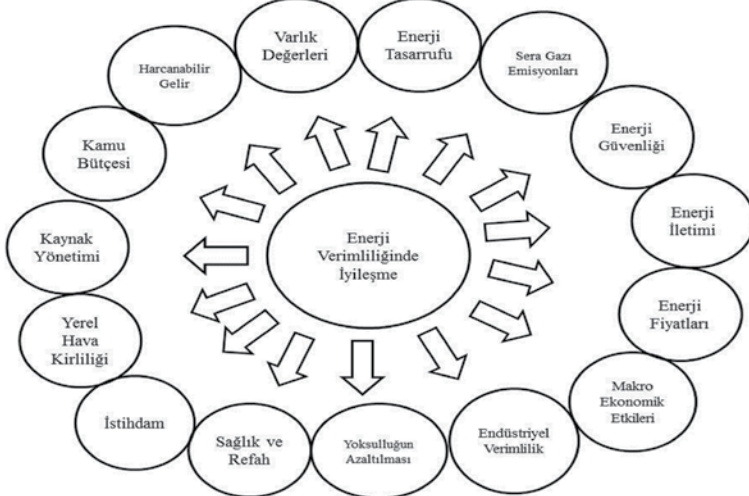 Varlık
Değerleri
Enerji
Tasarrufu
Sera Gazı
Emisyonları
Enerji
Güvenliği
Enerji
İletimi
Enerji
Fiyatları
Makro
Ekonomik
Etkileri
Endüstriyel
Verimlilik
Yoksulluğun
Azaltılması
Sağlık ve
Refah
İstihdam
Yerel
Hava
Kirliliği
Kaynak
Yönetimi
Kamu
Bütçesi
Harcanabilir
Gelir
Enerji
Verimliliğinde
İyileşme